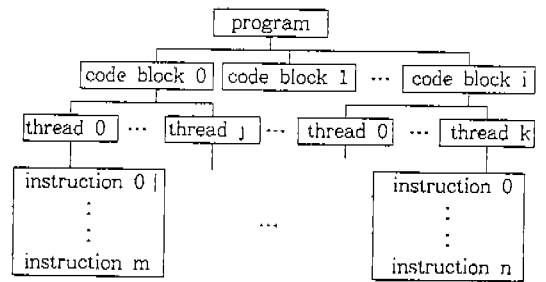 program
code block 0 code block 1 ... code block i
thread 0 ... thread j ... thread 0 ... thread k
instruction 0 instruction 0
...
instruction m instruction n